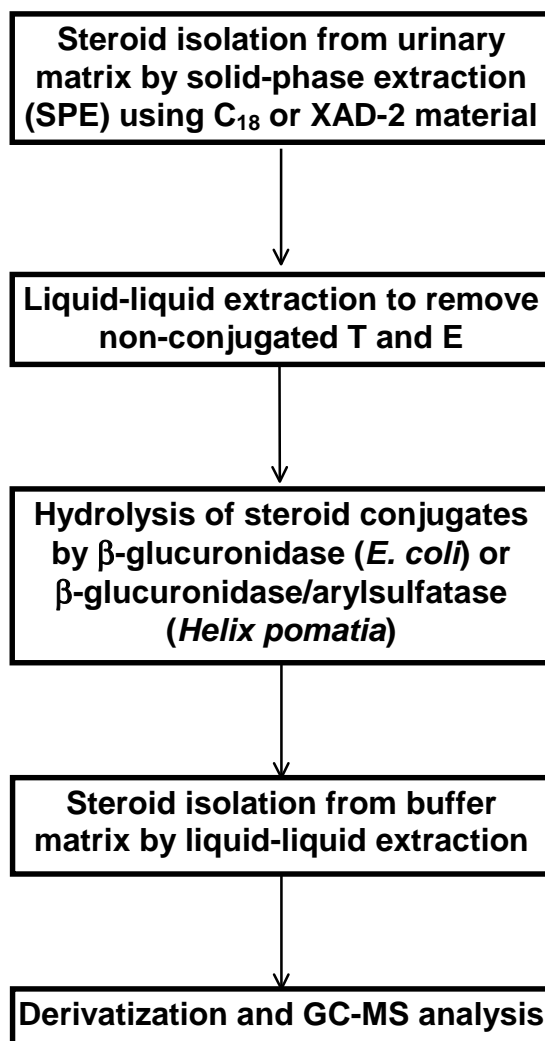 Steroid isolation from urinary
matrix by solid-phase extraction
(SPE) using C₁₈ or XAD-2 material
Liquid-liquid extraction to remove
non-conjugated T and E
Hydrolysis of steroid conjugates
by β-glucuronidase (E. coli) or
β-glucuronidase/arylsulfatase
(Helix pomatia)
Steroid isolation from buffer
matrix by liquid-liquid extraction
Derivatization and GC-MS analysis